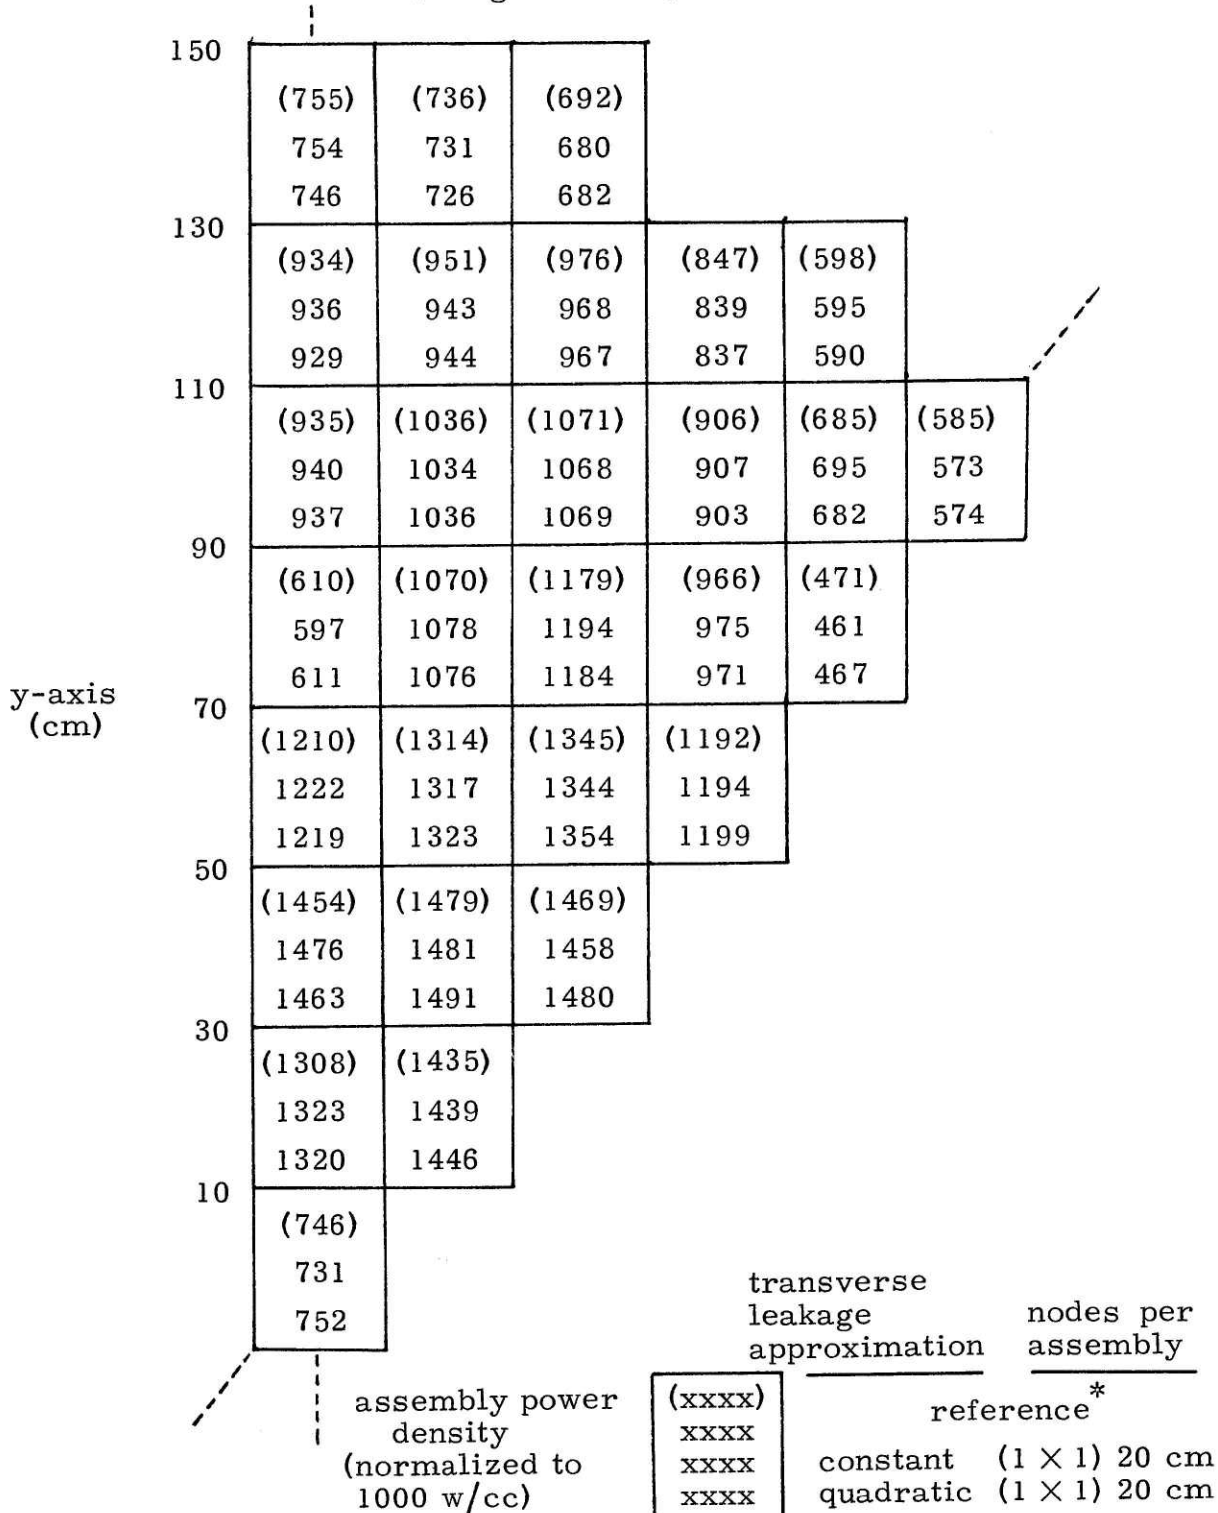 150
(755) (736) (692)
754 731 680
746 726 682
130
(934) (951) (976) (847) (598)
936 943 968 839 595
929 944 967 837 590
110
(935) (1036) (1071) (906) (685) (585)
940 1034 1068 907 695 573
937 1036 1069 903 682 574
90
(610) (1070) (1179) (966) (471)
597 1078 1194 975 461
611 1076 1184 971 467
y-axis
(cm)
70
(1210) (1314) (1345) (1192)
1222 1317 1344 1194
1219 1323 1354 1199
50
(1454) (1479) (1469)
1476 1481 1458
1463 1491 1480
30
(1308) (1435)
1323 1439
1320 1446
10
(746)
731
752
transverse
leakage
approximation
nodes per
assembly
assembly power
density
(normalized to
1000 w/cc)
(xxxx) reference*
xxxx
xxxx constant (1 × 1) 20 cm
xxxx quadratic (1 × 1) 20 cm